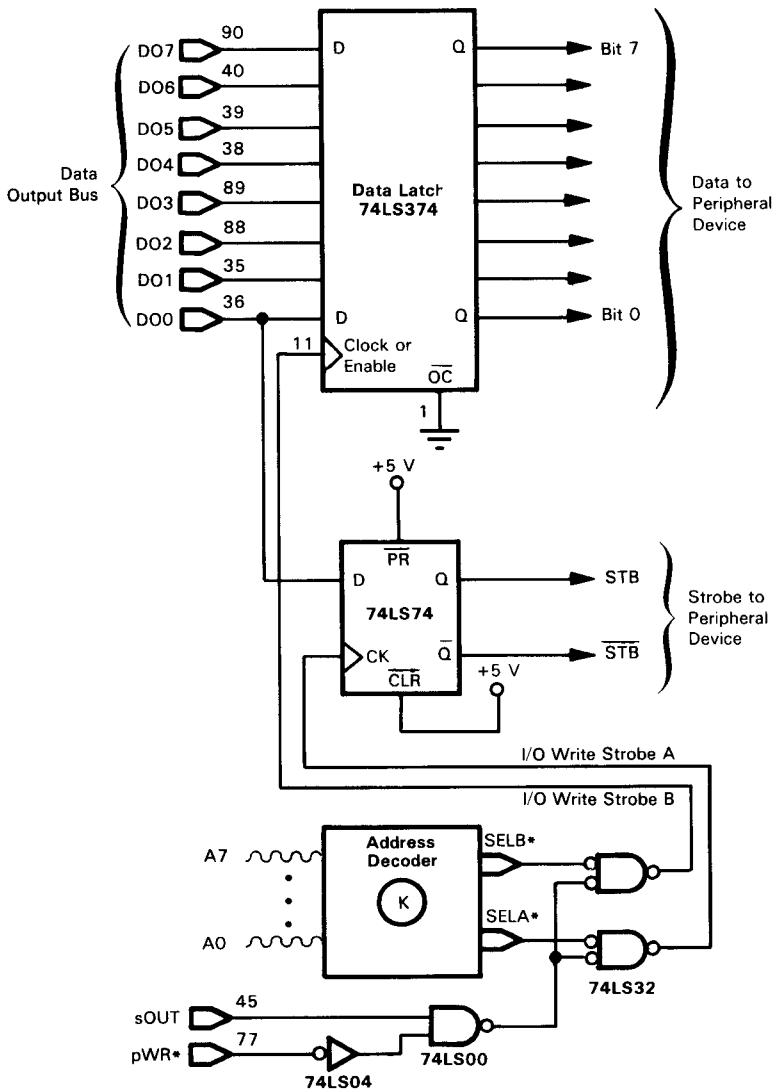 90
DO7
D
Q
Bit 7
40
DO6
39
DO5
38
DO4
Data
Output Bus
89
DO3
Data Latch
74LS374
Data to
Peripheral
Device
88
DO2
35
DO1
36
DO0
D
Q
Bit 0
11
Clock or
Enable
OC
1
+5 V
PR
D
Q
STB
74LS74
Strobe to
Peripheral
Device
CK
Q
STB
CLR
+5 V
I/O Write Strobe A
I/O Write Strobe B
Address
Decoder
SELB*
A7
K
SELA*
A0
74LS32
45
sOUT
77
pWR*
74LS00
74LS04